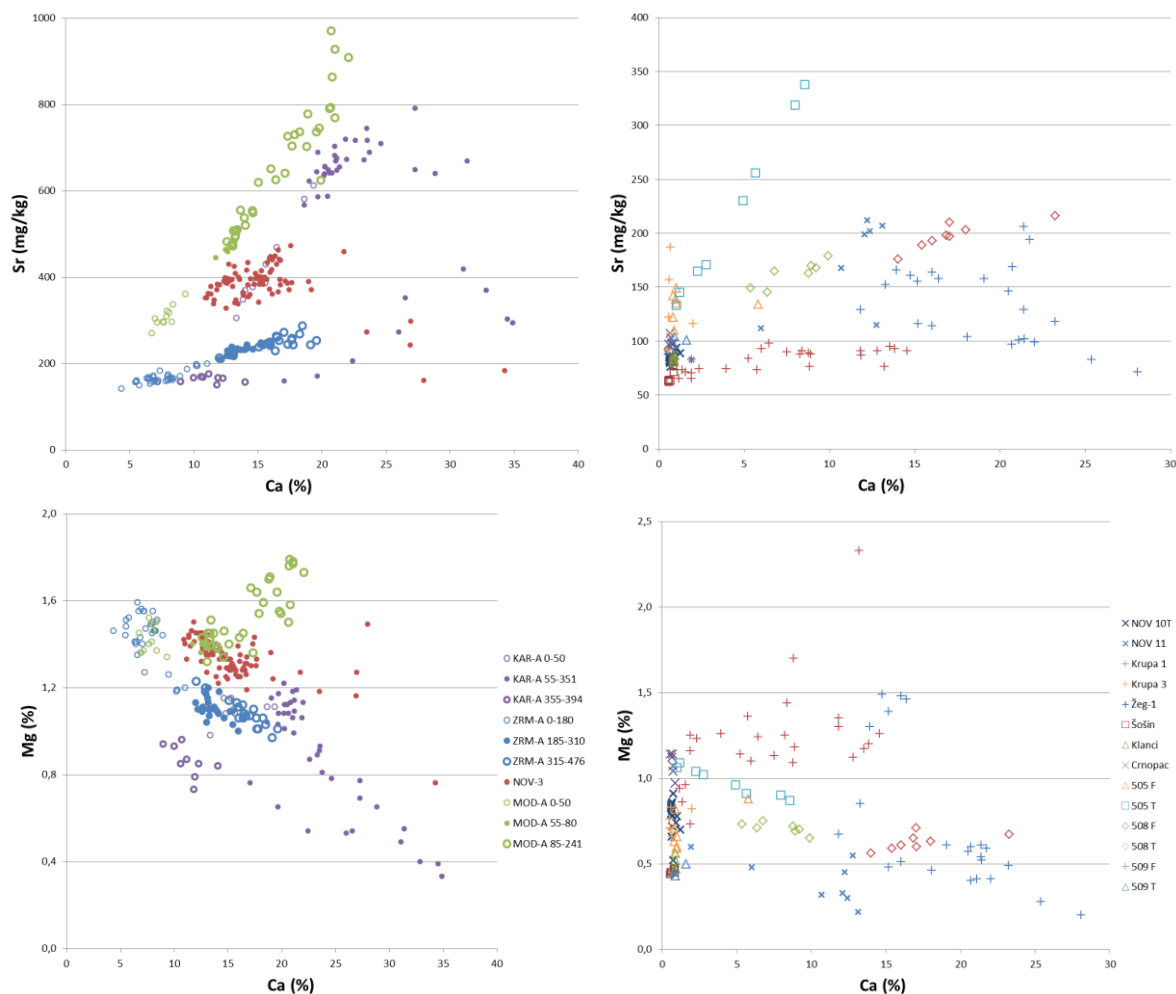 1000
800
600
400
200
0
Sr (mg/kg)
0 5 10 15 20 25 30 35 40
Ca (%)
400
350
300
250
200
150
100
50
0
Sr (mg/kg)
0 5 10 15 20 25 30
Ca (%)
2,0
1,6
1,2
0,8
0,4
0,0
Mg (%)
0 5 10 15 20 25 30 35 40
Ca (%)
KAR-A 0-50
KAR-A 55-351
KAR-A 355-394
ZRM-A 0-180
ZRM-A 185-310
ZRM-A 315-476
NOV-3
MOD-A 0-50
MOD-A 55-80
MOD-A 85-241
2,5
2,0
1,5
1,0
0,5
0,0
Mg (%)
0 5 10 15 20 25 30
Ca (%)
NOV 10T
NOV 11
Krupa 1
Krupa 3
Žeg-1
Šošin
Klanci
Crnopac
505 F
505 T
508 F
508 T
509 F
509 T